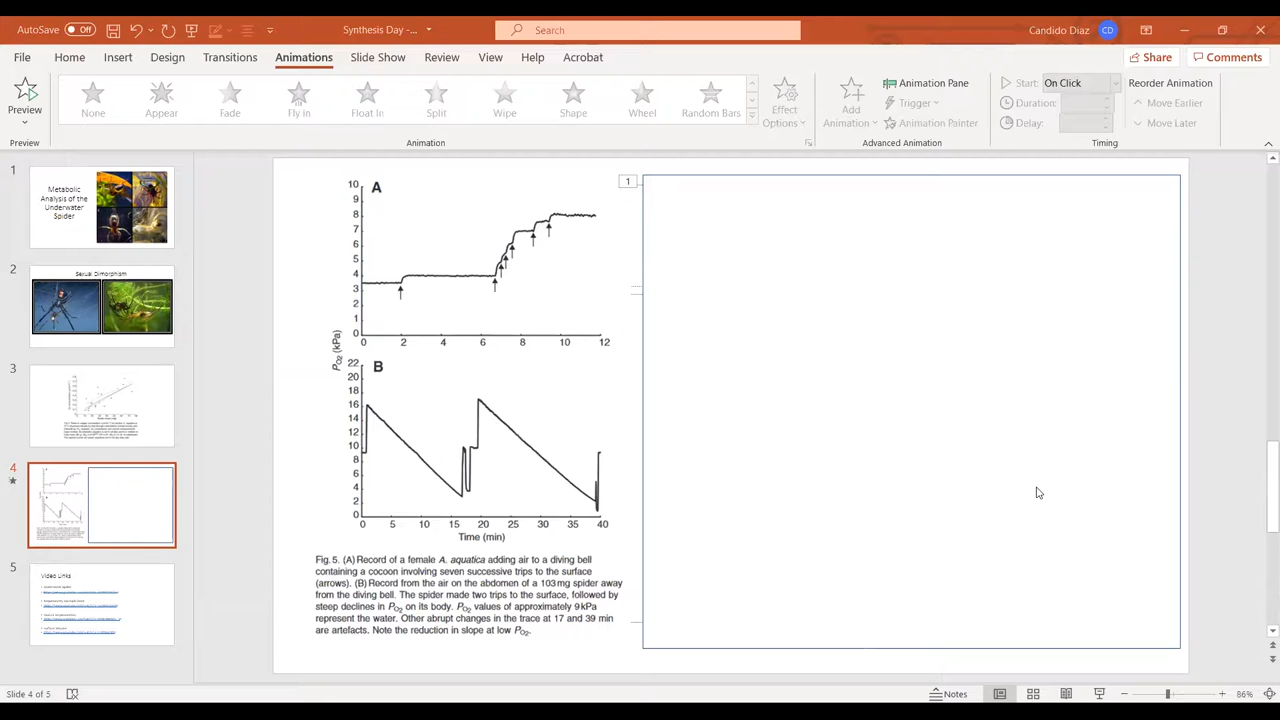 AutoSave Off
Synthesis Day -...
Search
Candido Diaz CD
File Home Insert Design Transitions Animations Slide Show Review View Help Acrobat
Share Comments
Preview
None Appear Fade Fly In Float In Split Wipe Shape Wheel Random Bars
Effect Options
Add Animation
Animation Pane
Trigger
Animation Painter
Start: On Click
Duration:
Delay:
Reorder Animation
Move Earlier
Move Later
Preview Animation Advanced Animation Timing
1
Metabolic
Analysis of the
Underwater
Spider
2
Sexual Dimorphism
3
4
5
Video Links
1
A
10
9
8
7
6
5
4
3
2
1
0
0 2 4 6 8 10 12
PO2 (kPa)
B
22
20
18
16
14
12
10
8
6
4
2
0
0 5 10 15 20 25 30 35 40
Time (min)
Fig. 5. (A) Record of a female A. aquatica adding air to a diving bell
containing a cocoon involving seven successive trips to the surface
(arrows). (B) Record from the air on the abdomen of a 103 mg spider away
from the diving bell. The spider made two trips to the surface, followed by
steep declines in PO2 on its body. PO2 values of approximately 9 kPa
represent the water. Other abrupt changes in the trace at 17 and 39 min
are artefacts. Note the reduction in slope at low PO2.
Slide 4 of 5
Notes
86%